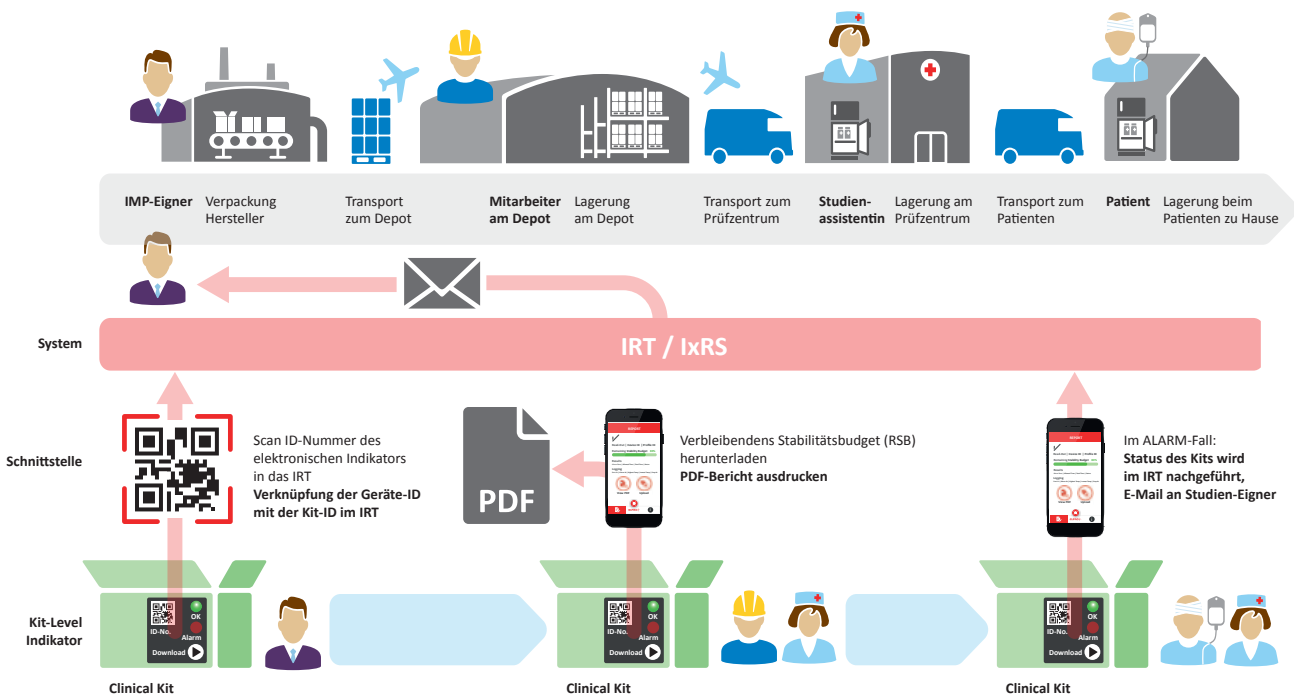 IMP-Eigner
Verpackung
Hersteller
Transport
zum Depot
Mitarbeiter
am Depot
Lagerung
am Depot
Transport zum
Prüfzentrum
Studien-
assistentin
Lagerung am
Prüfzentrum
Transport zum
Patienten
Patient
Lagerung beim
Patienten zu Hause
System
IRT / IxRS
Schnittstelle
Scan ID-Nummer des
elektronischen Indikators
in das IRT
Verknüpfung der Geräte-ID
mit der Kit-ID im IRT
PDF
Verbleibendens Stabilitätsbudget (RSB)
herunterladen
PDF-Bericht ausdrucken
Im ALARM-Fall:
Status des Kits wird
im IRT nachgeführt,
E-Mail an Studien-Eigner
Kit-Level
Indikator
OK
ID-No.
Alarm
Download
Clinical Kit
OK
ID-No.
Alarm
Download
Clinical Kit
OK
ID-No.
Alarm
Download
Clinical Kit